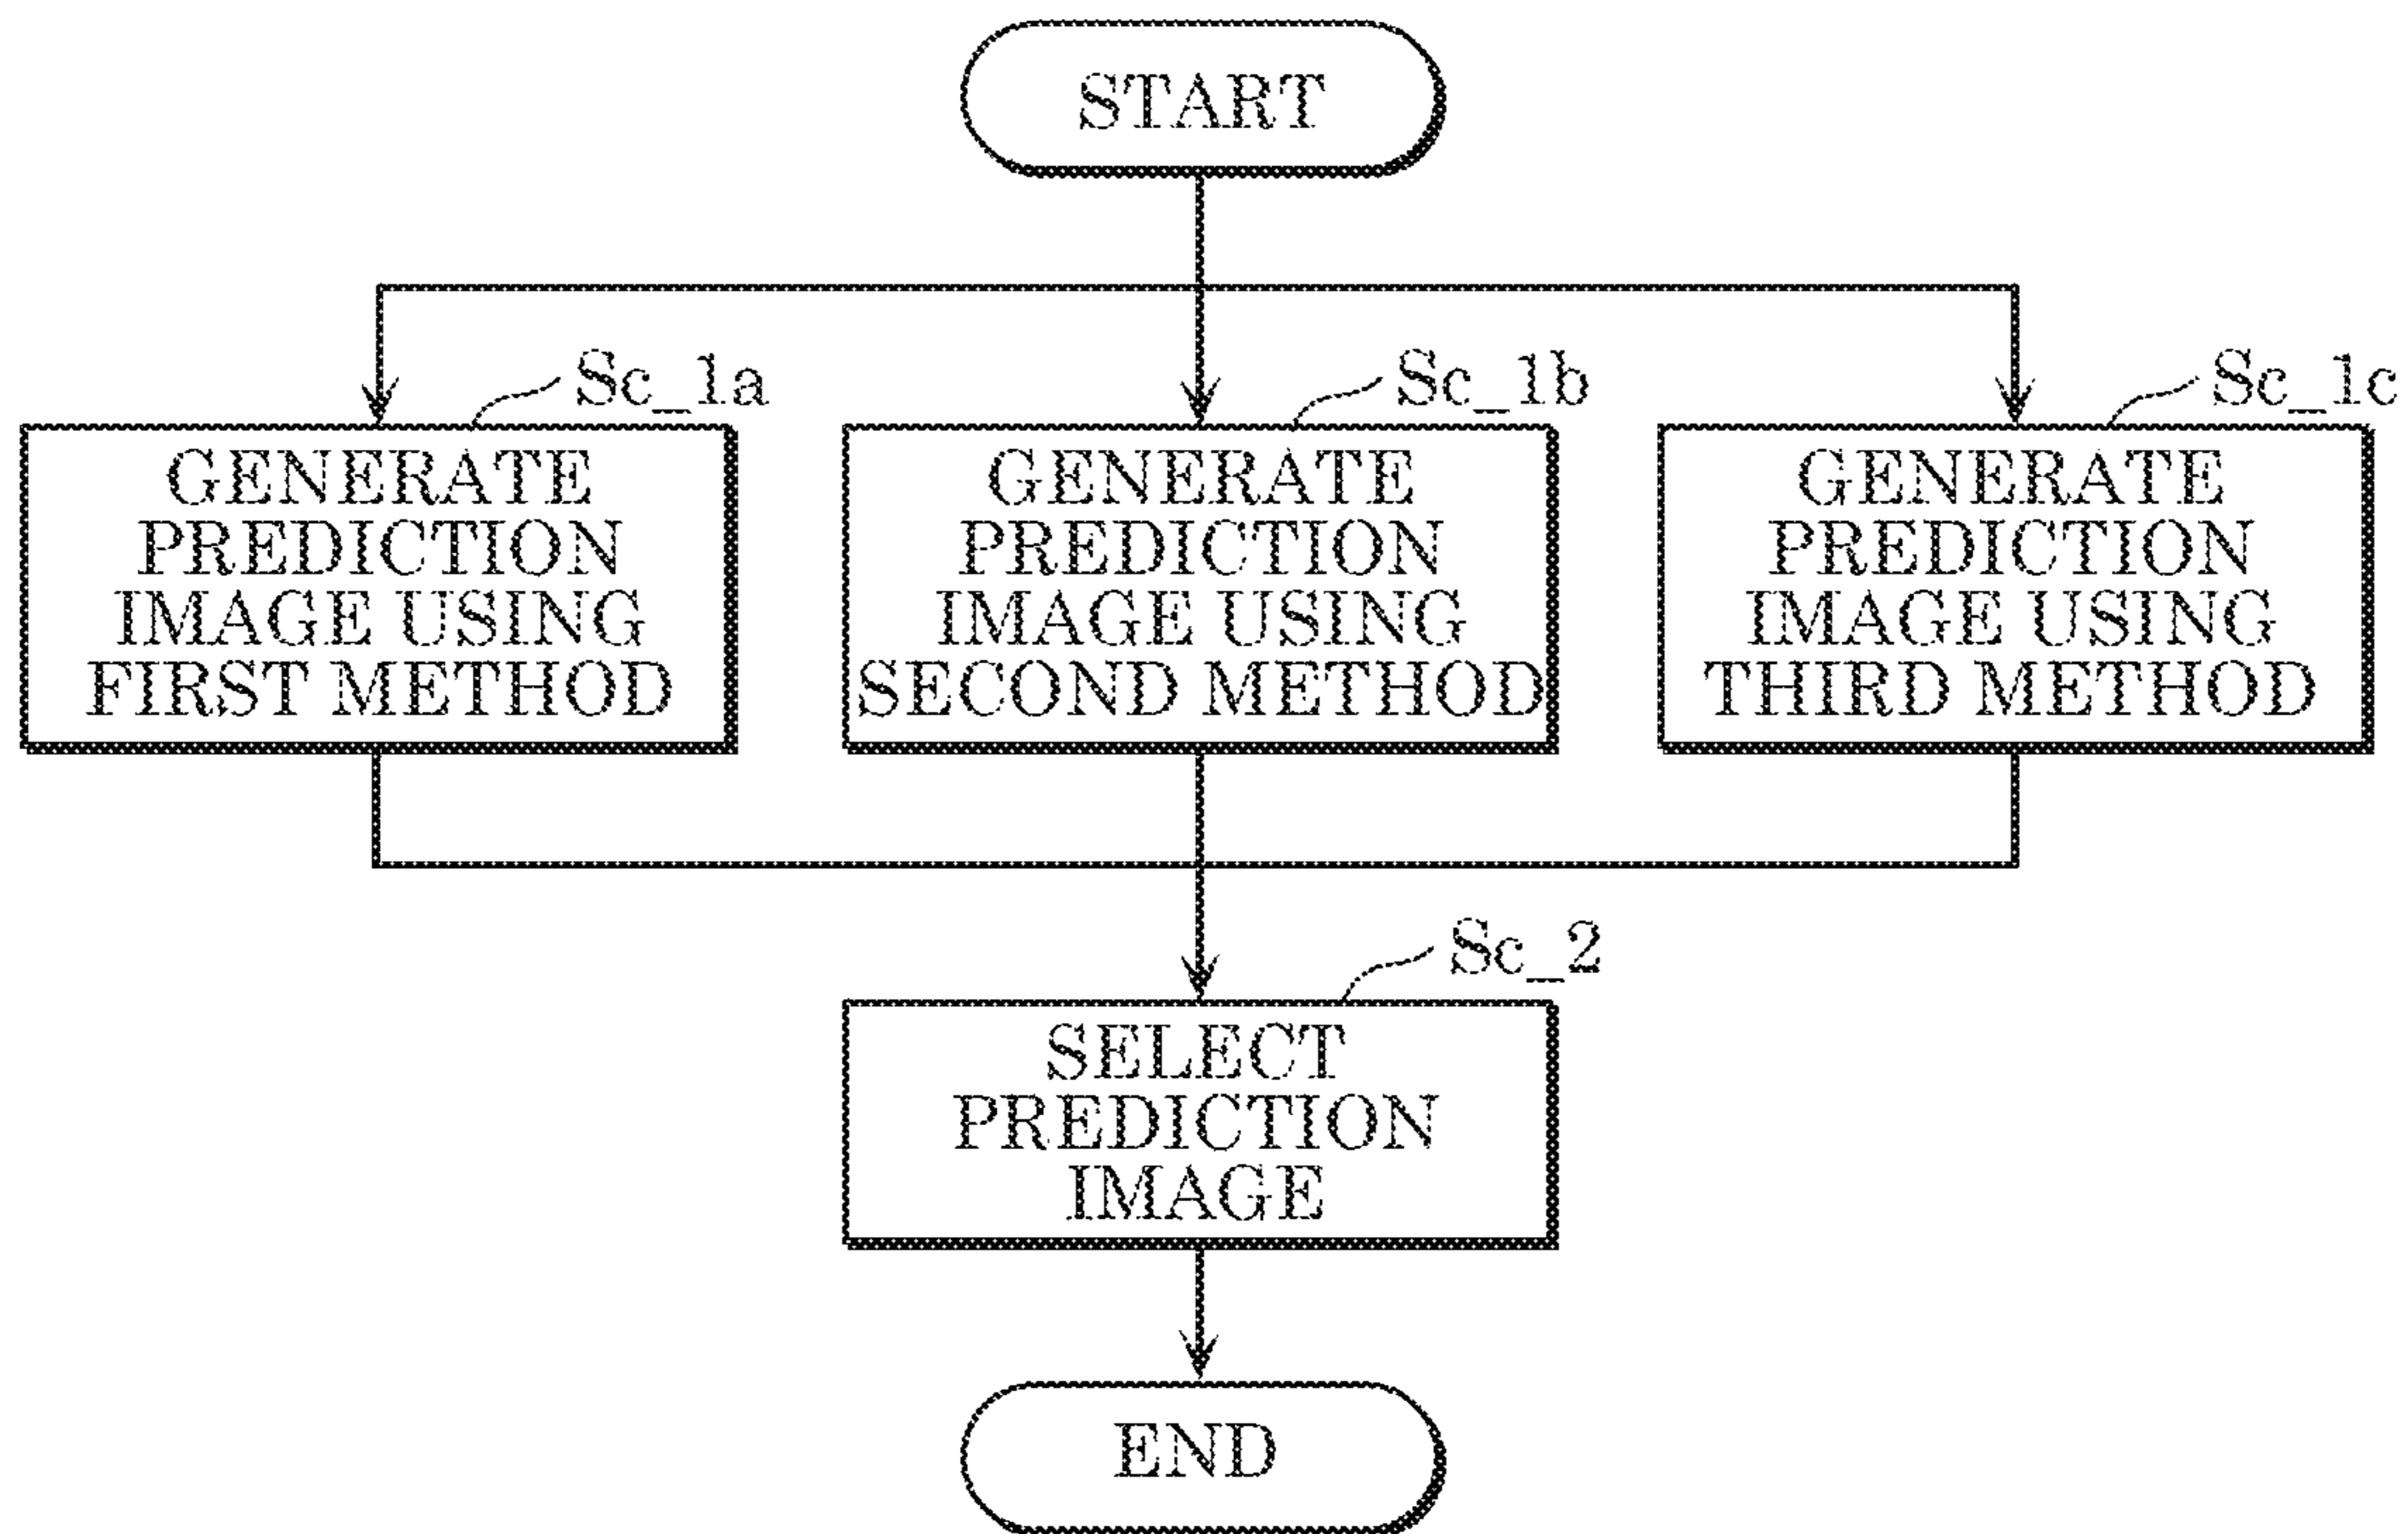 START
Sc_1a
GENERATE
PREDICTION
IMAGE USING
FIRST METHOD
Sc_1b
GENERATE
PREDICTION
IMAGE USING
SECOND METHOD
Sc_1c
GENERATE
PREDICTION
IMAGE USING
THIRD METHOD
Sc_2
SELECT
PREDICTION
IMAGE
END